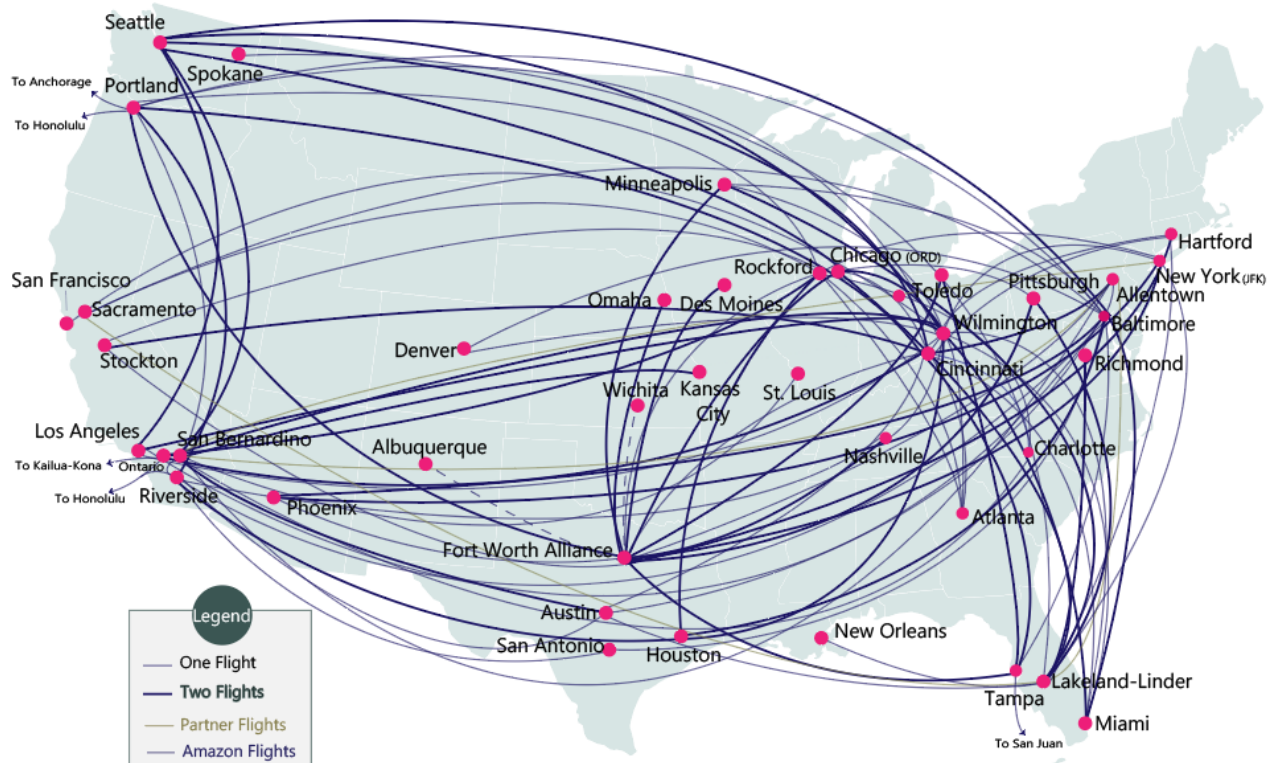 Seattle
Spokane
To Anchorage
Portland
To Honolulu
Minneapolis
Hartford
San Francisco
Rockford
Chicago (ORD)
New York (JFK)
Sacramento
Omaha
Des Moines
Toledo
Pittsburgh
Allentown
Stockton
Denver
Wilmington
Baltimore
Cincinnati
Richmond
Wichita
Kansas
City
St. Louis
Los Angeles
San Bernardino
Albuquerque
Nashville
Charlotte
To Kailua-Kona
Ontario
To Honolulu
Riverside
Phoenix
Atlanta
Fort Worth Alliance
Austin
San Antonio
Houston
New Orleans
Lakeland-Linder
Tampa
Miami
To San Juan
Legend
One Flight
Two Flights
Partner Flights
Amazon Flights